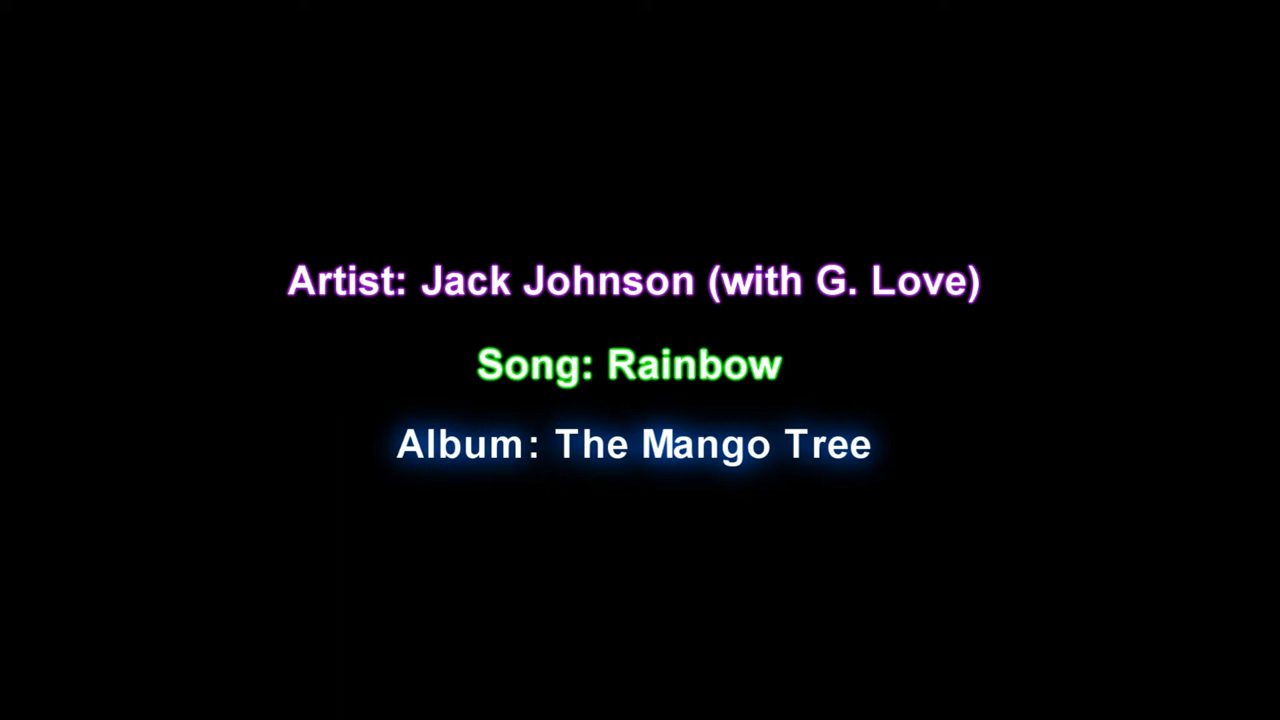 Artist: Jack Johnson (with G. Love)
Song: Rainbow
Album: The Mango Tree